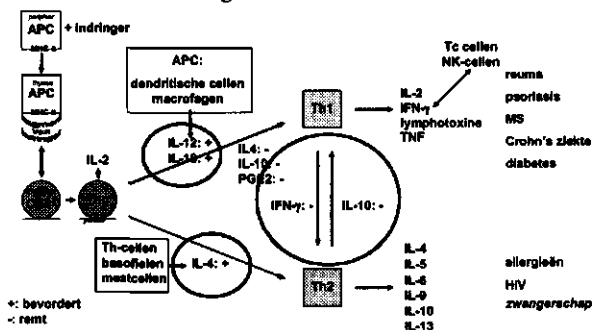 APC
+ indringer
APC
IL-2
APC:
dendritische cellen
macrofagen
IL-12: +
IL-18: +
IL4: -
IL-10: -
PGE2: -
Th1
IL-2
IFN-γ
lymphotoxine
TNF
Tc cellen
NK-cellen
reuma
psoriasis
MS
Crohn's ziekte
diabetes
IFN-γ: -
IL-10: -
Th-cellen
basofielen
mestcellen
IL-4: +
Th2
IL-4
IL-5
IL-6
IL-9
IL-10
IL-13
allergieën
HIV
zwangerschap
+: bevordert
-: remt